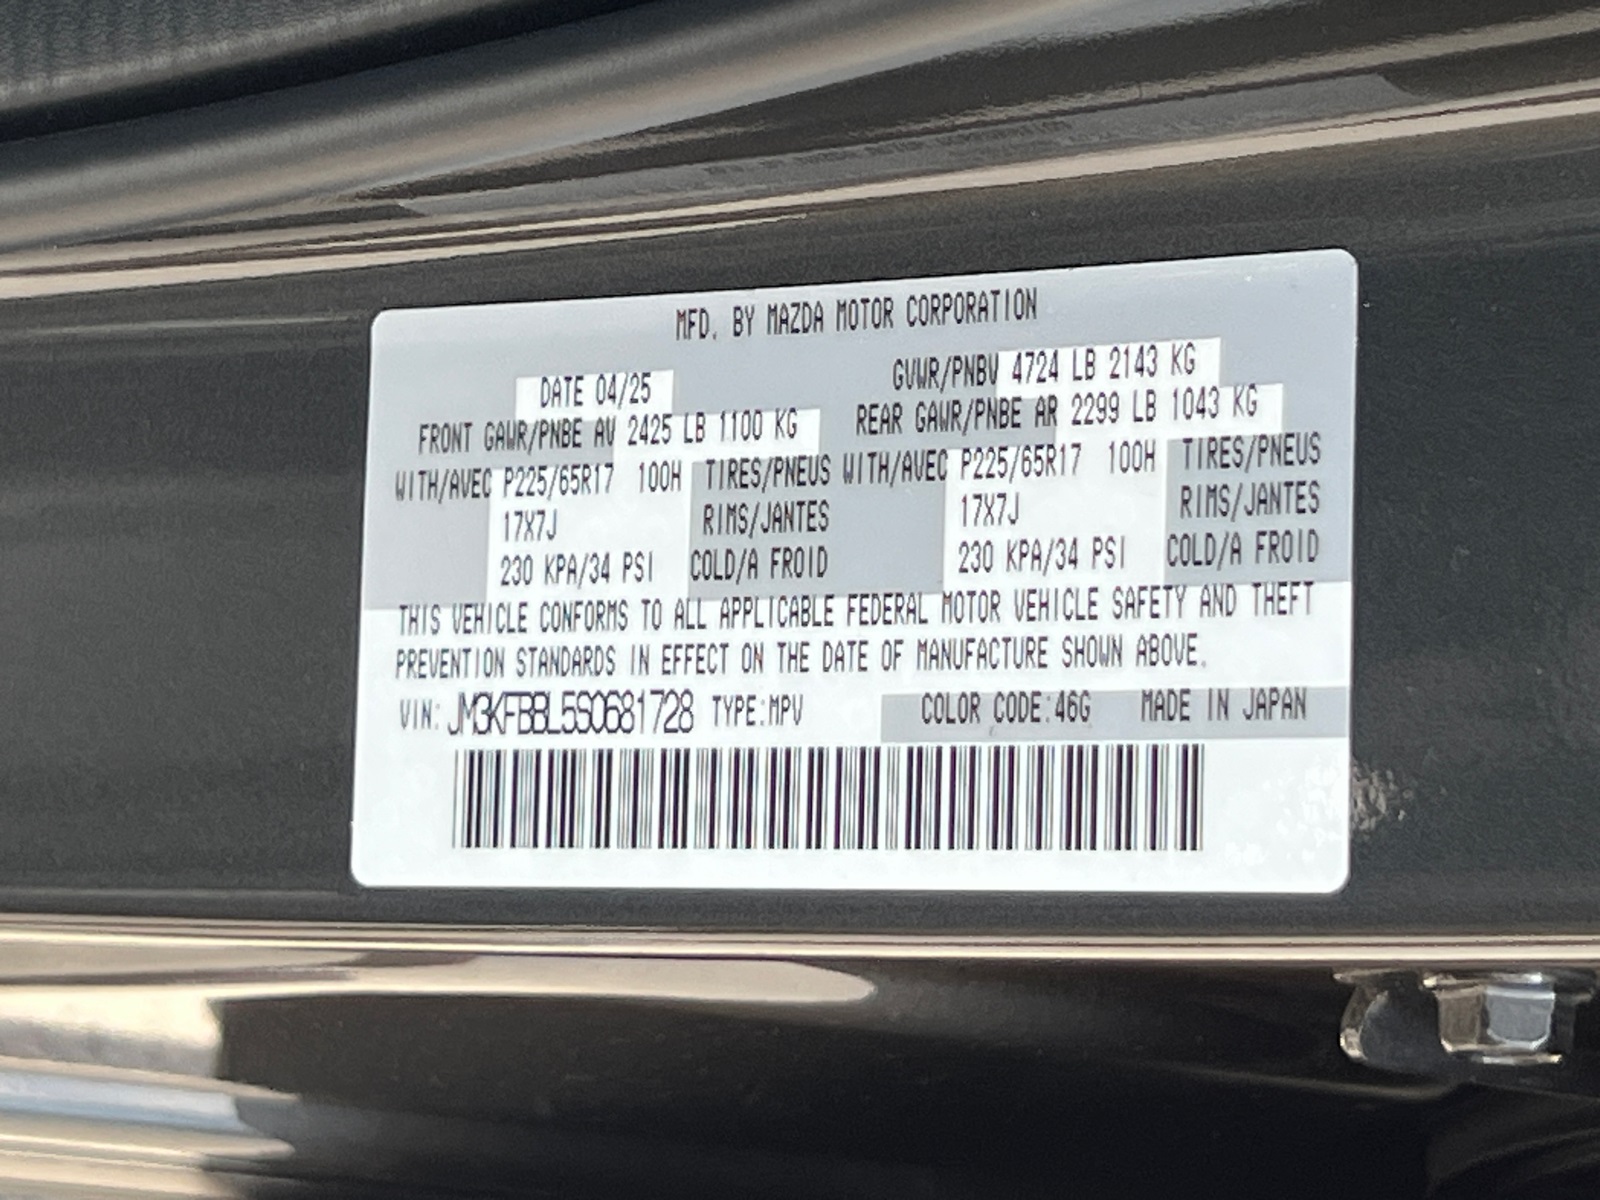 MFD. BY MAZDA MOTOR CORPORATION
DATE 04/25 GVWR/PNBV 4724 LB 2143 KG
FRONT GAWR/PNBE AV 2425 LB 1100 KG REAR GAWR/PNBE AR 2299 LB 1043 KG
WITH/AVEC P225/65R17 100H TIRES/PNEUS WITH/AVEC P225/65R17 100H TIRES/PNEUS
17X7J RIMS/JANTES 17X7J RIMS/JANTES
230 KPA/34 PSI COLD/A FROID 230 KPA/34 PSI COLD/A FROID
THIS VEHICLE CONFORMS TO ALL APPLICABLE FEDERAL MOTOR VEHICLE SAFETY AND THEFT
PREVENTION STANDARDS IN EFFECT ON THE DATE OF MANUFACTURE SHOWN ABOVE.
VIN: JM3KFBBL5S0681728 TYPE:MPV COLOR CODE:46G MADE IN JAPAN